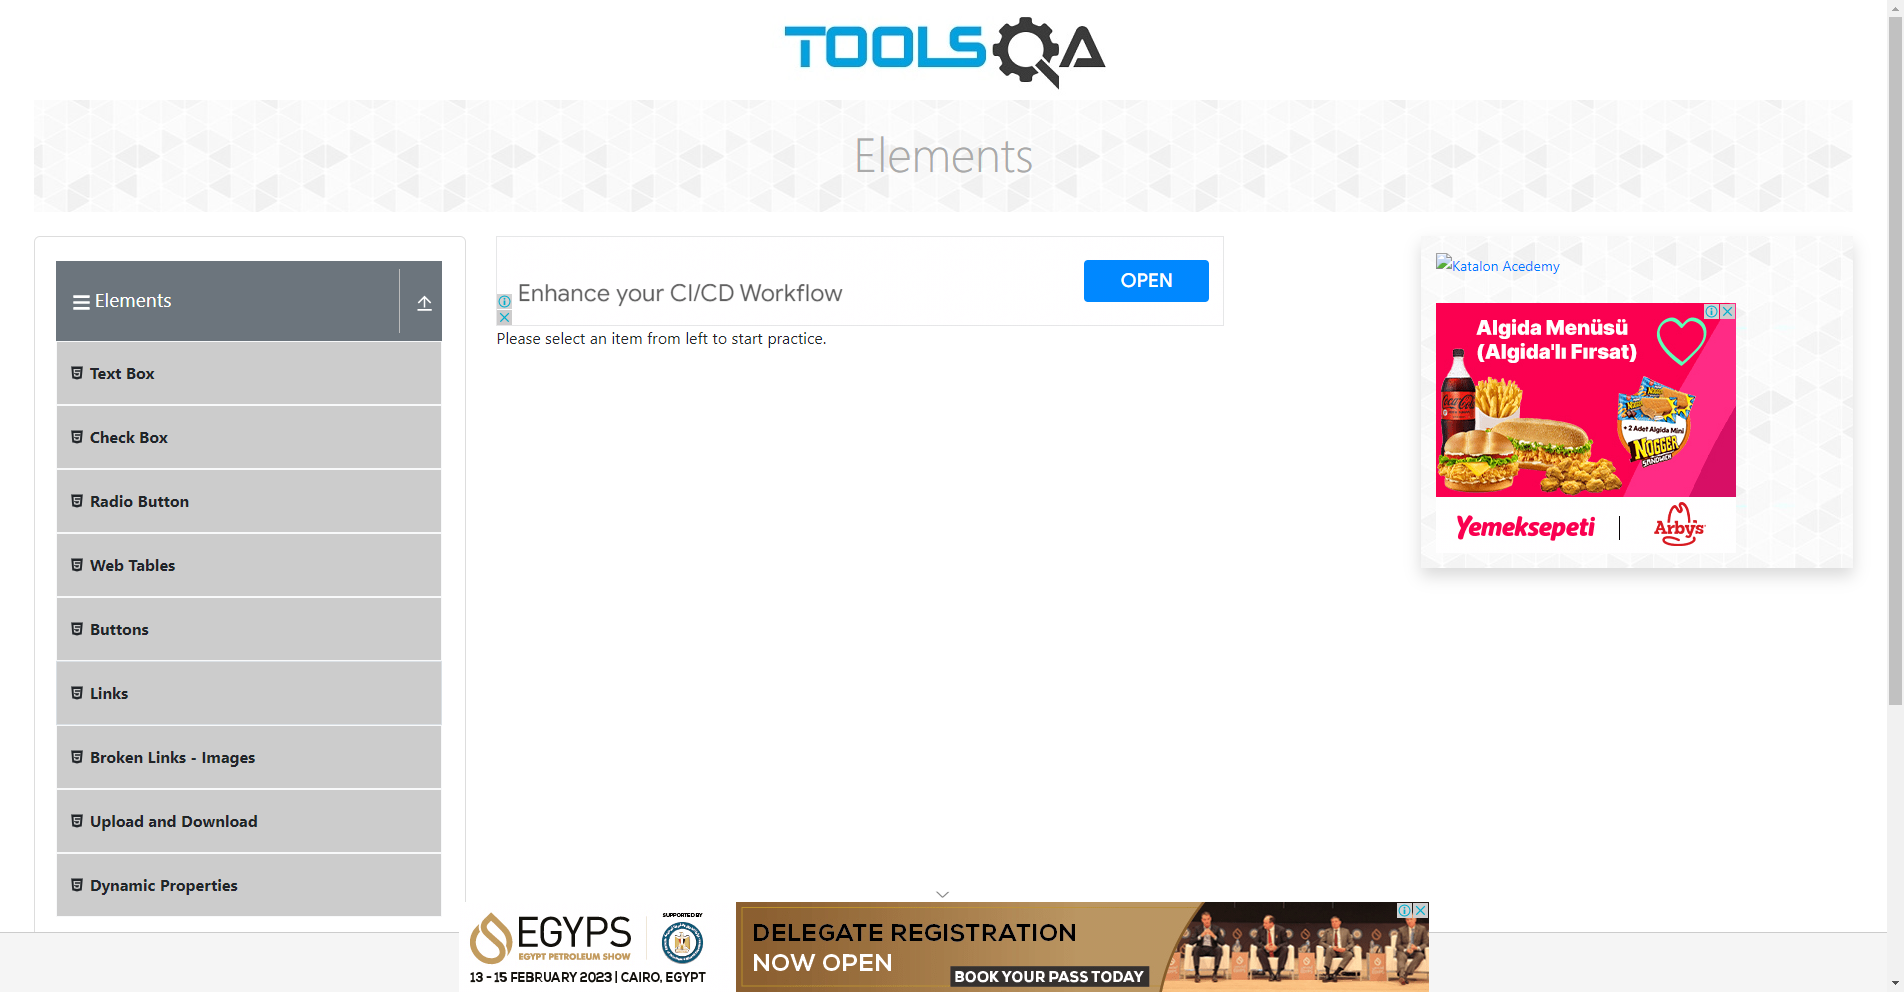 TOOLSQA
Elements
Elements
Text Box
Check Box
Radio Button
Web Tables
Buttons
Links
Broken Links - Images
Upload and Download
Dynamic Properties
Enhance your CI/CD Workflow
OPEN
Please select an item from left to start practice.
Katalon Acedemy
Algida Menüsü
(Algida'lı Fırsat)
Coca-Cola
+ 2 Adet Algida Mini
NOGGER
SANDWICH
Yemeksepeti
Arby's
EGYPS
EGYPT PETROLEUM SHOW
SUPPORTED BY
13 - 15 FEBRUARY 2023 | CAIRO, EGYPT
DELEGATE REGISTRATION
NOW OPEN
BOOK YOUR PASS TODAY